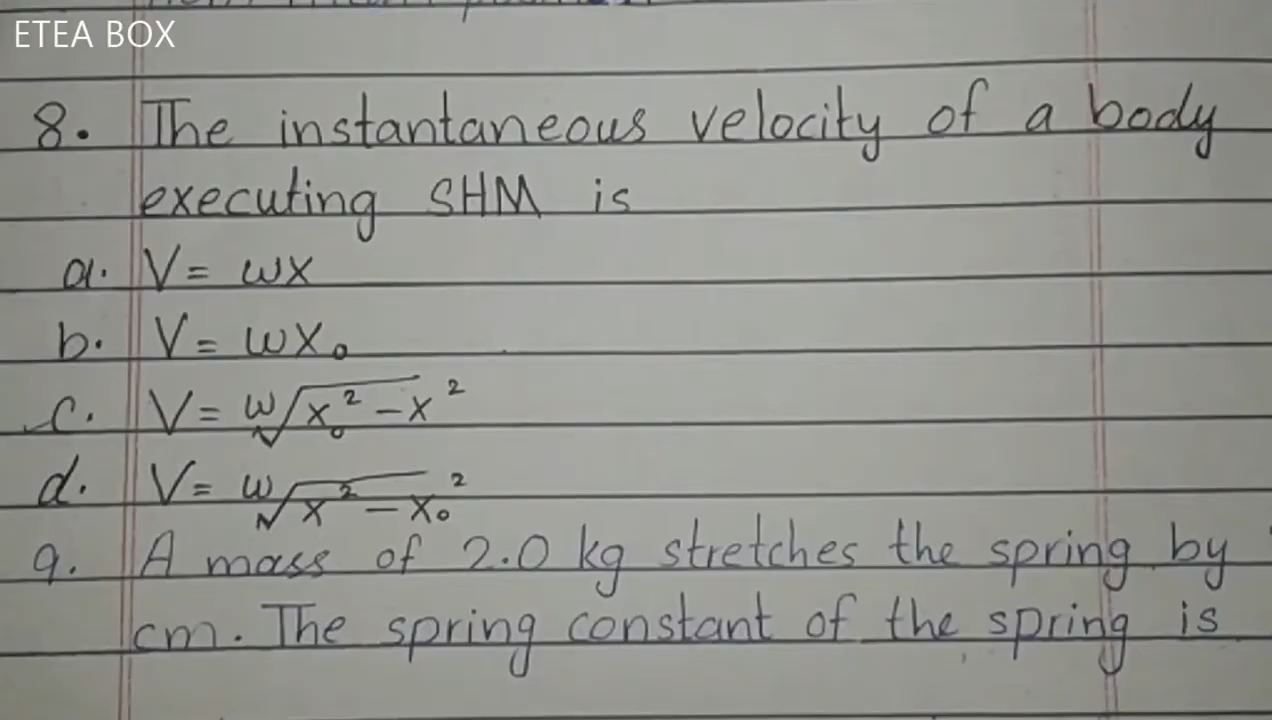 ETEA BOX
8. The instantaneous velocity of a body
executing SHM is
a. V = ωx
b. V = ωx₀
c. V = ω√x₀² - x²
d. V = ω√x² - x₀²
9. A mass of 2.0 kg stretches the spring by
cm. The spring constant of the spring is